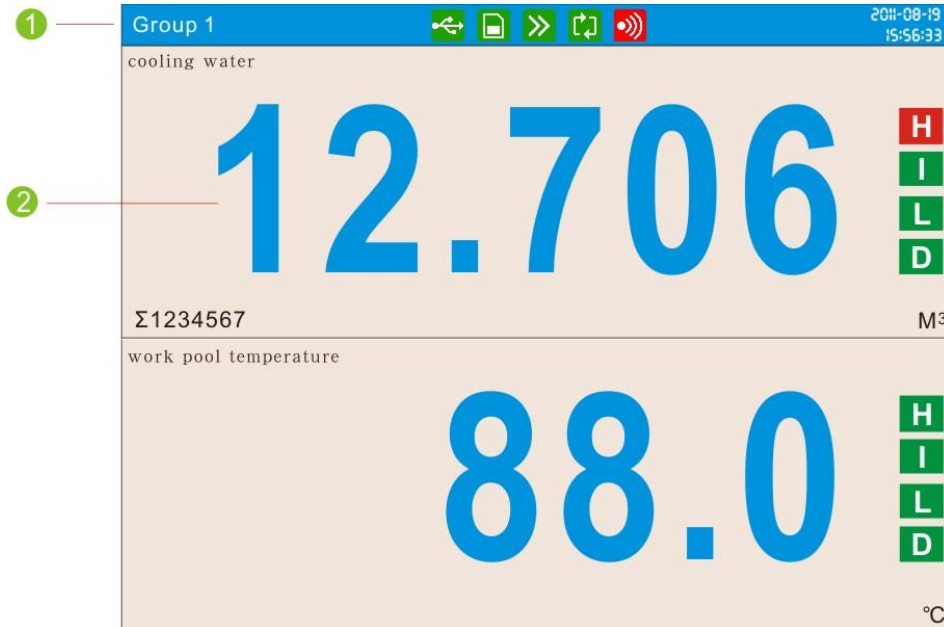 1
Group 1
2011-08-19
15:56:33
cooling water
2
12.706
H
I
L
D
Σ1234567
M³
work pool temperature
88.0
H
I
L
D
°C